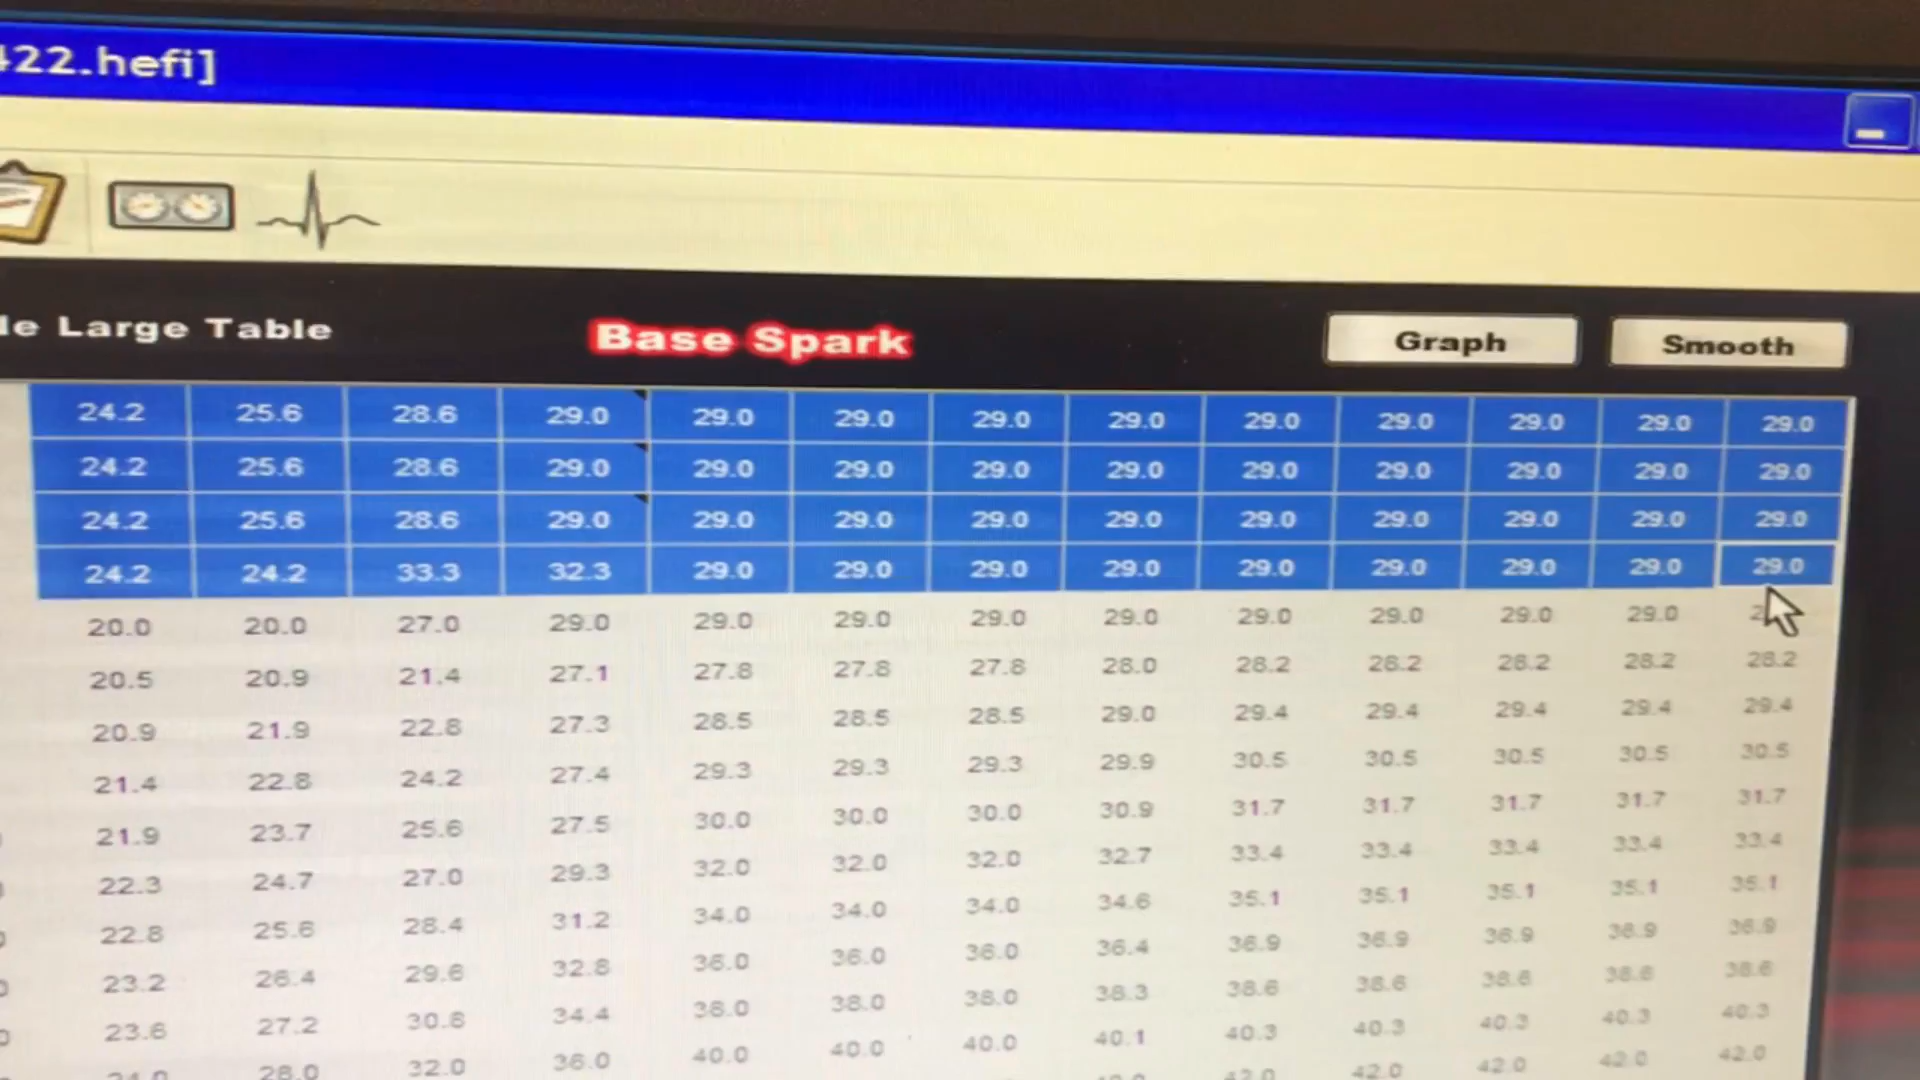 422.hefi]
le Large Table Base Spark Graph Smooth
24.2 25.6 28.6 29.0 29.0 29.0 29.0 29.0 29.0 29.0 29.0 29.0 29.0
24.2 25.6 28.6 29.0 29.0 29.0 29.0 29.0 29.0 29.0 29.0 29.0 29.0
24.2 25.6 28.6 29.0 29.0 29.0 29.0 29.0 29.0 29.0 29.0 29.0 29.0
24.2 24.2 33.3 32.3 29.0 29.0 29.0 29.0 29.0 29.0 29.0 29.0 29.0
20.0 20.0 27.0 29.0 29.0 29.0 29.0 29.0 29.0 29.0 29.0 29.0
20.5 20.9 21.4 27.1 27.8 27.8 27.8 28.0 28.2 28.2 28.2 28.2 28.2
20.9 21.9 22.8 27.3 28.5 28.5 28.5 29.0 29.4 29.4 29.4 29.4 29.4
21.4 22.8 24.2 27.4 29.3 29.3 29.3 29.9 30.5 30.5 30.5 30.5 30.5
21.9 23.7 25.6 27.5 30.0 30.0 30.0 30.9 31.7 31.7 31.7 31.7 31.7
22.3 24.7 27.0 29.3 32.0 32.0 32.0 32.7 33.4 33.4 33.4 33.4 33.4
22.8 25.6 28.4 31.2 34.0 34.0 34.0 34.6 35.1 35.1 35.1 35.1 35.1
23.2 26.4 29.6 32.8 36.0 36.0 36.0 36.4 36.9 36.9 36.9 36.9 36.9
23.6 27.2 30.8 34.4 38.0 38.0 38.0 38.3 38.6 38.6 38.6 38.6 38.6
28.0 32.0 36.0 40.0 40.0 40.0 40.1 40.3 40.3 40.3 40.3 40.3
42.0 42.0 42.0 42.0 42.0